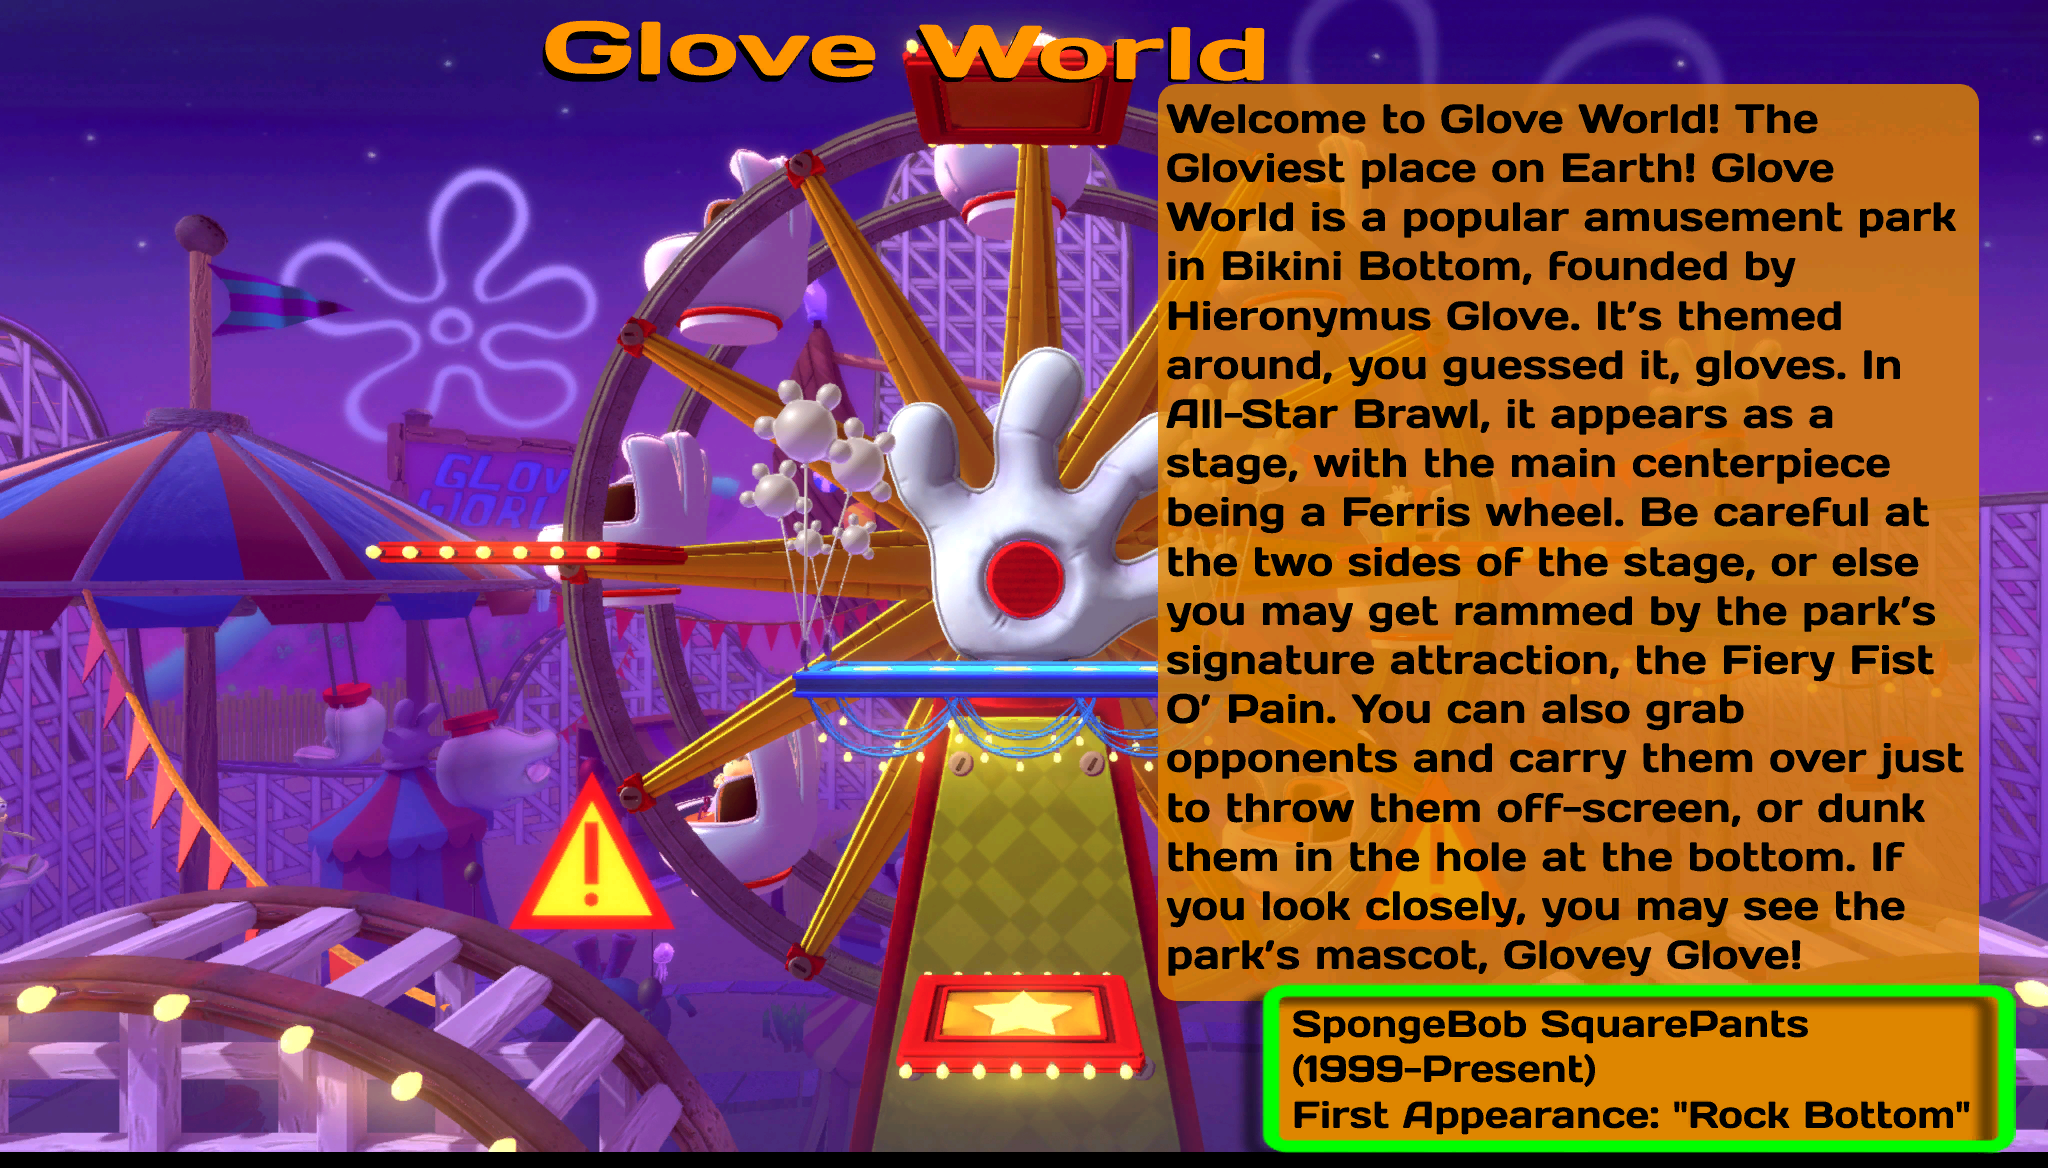 Glove World
Welcome to Glove World! The
Gloviest place on Earth! Glove
World is a popular amusement park
in Bikini Bottom, founded by
Hieronymus Glove. It's themed
around, you guessed it, gloves. In
All-Star Brawl, it appears as a
stage, with the main centerpiece
being a Ferris wheel. Be careful at
the two sides of the stage, or else
you may get rammed by the park's
signature attraction, the Fiery Fist
O' Pain. You can also grab
opponents and carry them over just
to throw them off-screen, or dunk
them in the hole at the bottom. If
you look closely, you may see the
park's mascot, Glovey Glove!
GLOV
WORL
!
SpongeBob SquarePants
(1999-Present)
First Appearance: "Rock Bottom"